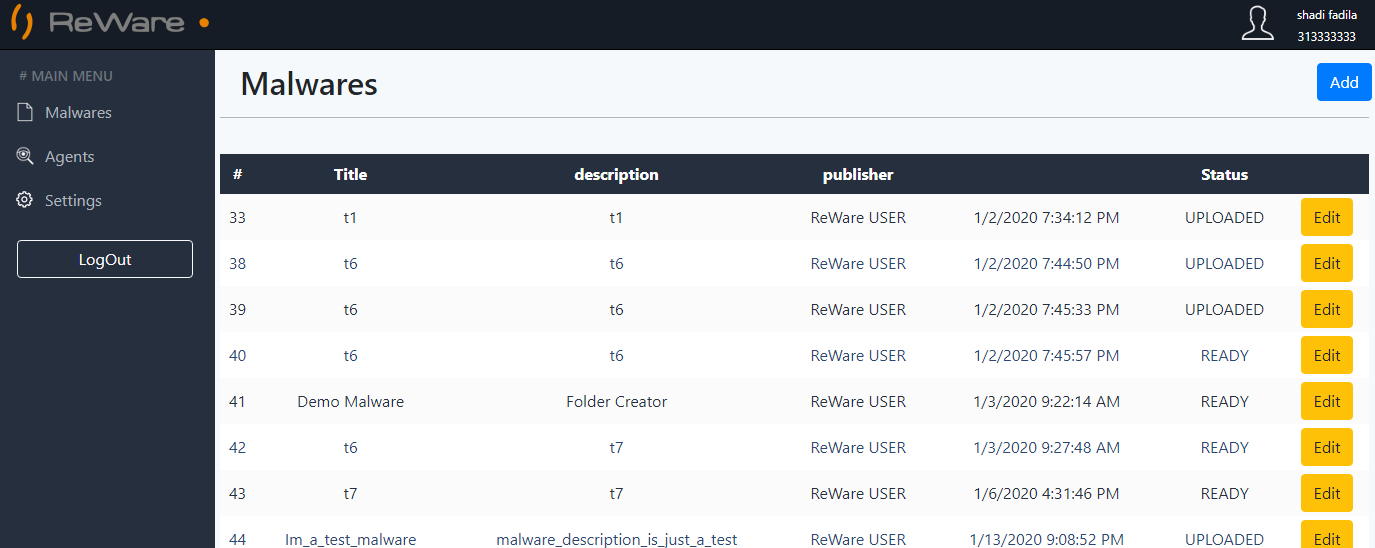 ReWare
shadi fadila
313333333
# MAIN MENU
Malwares
Agents
Settings
LogOut
Malwares
Add
# Title description publisher Status
33 t1 t1 ReWare USER 1/2/2020 7:34:12 PM UPLOADED Edit
38 t6 t6 ReWare USER 1/2/2020 7:44:50 PM UPLOADED Edit
39 t6 t6 ReWare USER 1/2/2020 7:45:33 PM UPLOADED Edit
40 t6 t6 ReWare USER 1/2/2020 7:45:57 PM READY Edit
41 Demo Malware Folder Creator ReWare USER 1/3/2020 9:22:14 AM READY Edit
42 t6 t7 ReWare USER 1/3/2020 9:27:48 AM READY Edit
43 t7 t7 ReWare USER 1/6/2020 4:31:46 PM READY Edit
44 Im_a_test_malware malware_description_is_just_a_test ReWare USER 1/13/2020 9:08:52 PM UPLOADED Edit